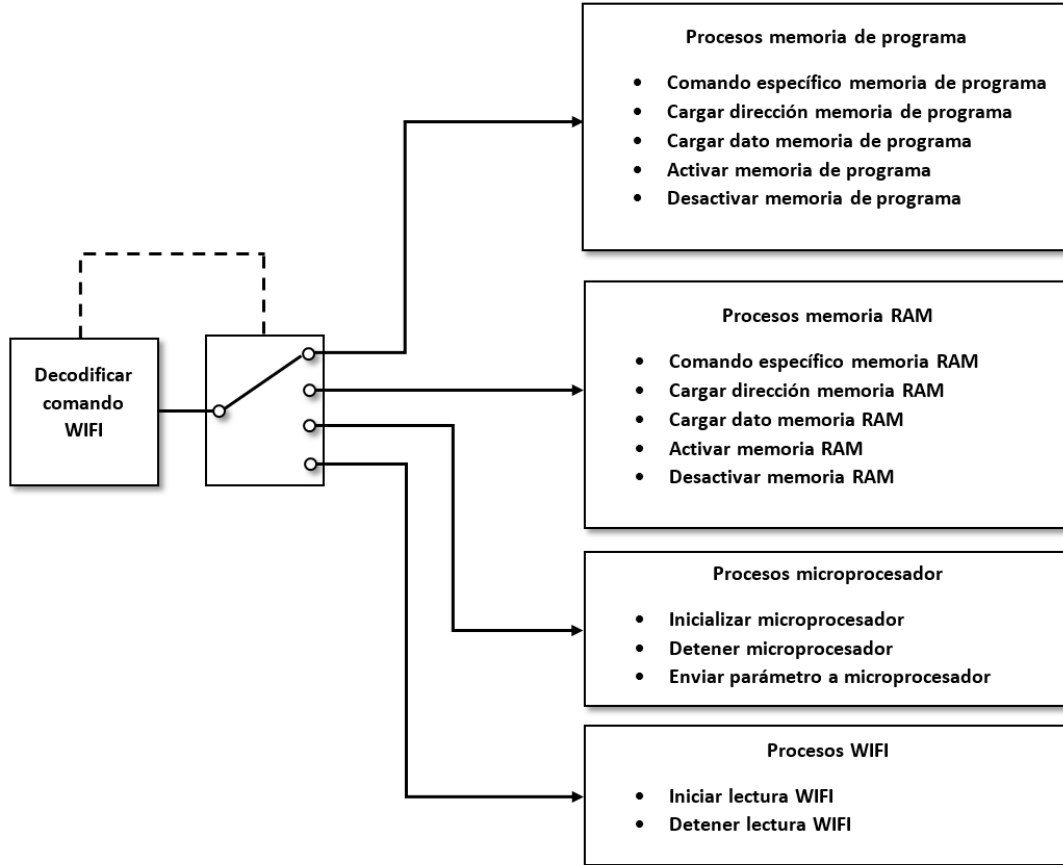 Procesos memoria de programa
• Comando específico memoria de programa
• Cargar dirección memoria de programa
• Cargar dato memoria de programa
• Activar memoria de programa
• Desactivar memoria de programa
Decodificar
comando
WIFI
Procesos memoria RAM
• Comando específico memoria RAM
• Cargar dirección memoria RAM
• Cargar dato memoria RAM
• Activar memoria RAM
• Desactivar memoria RAM
Procesos microprocesador
• Inicializar microprocesador
• Detener microprocesador
• Enviar parámetro a microprocesador
Procesos WIFI
• Iniciar lectura WIFI
• Detener lectura WIFI